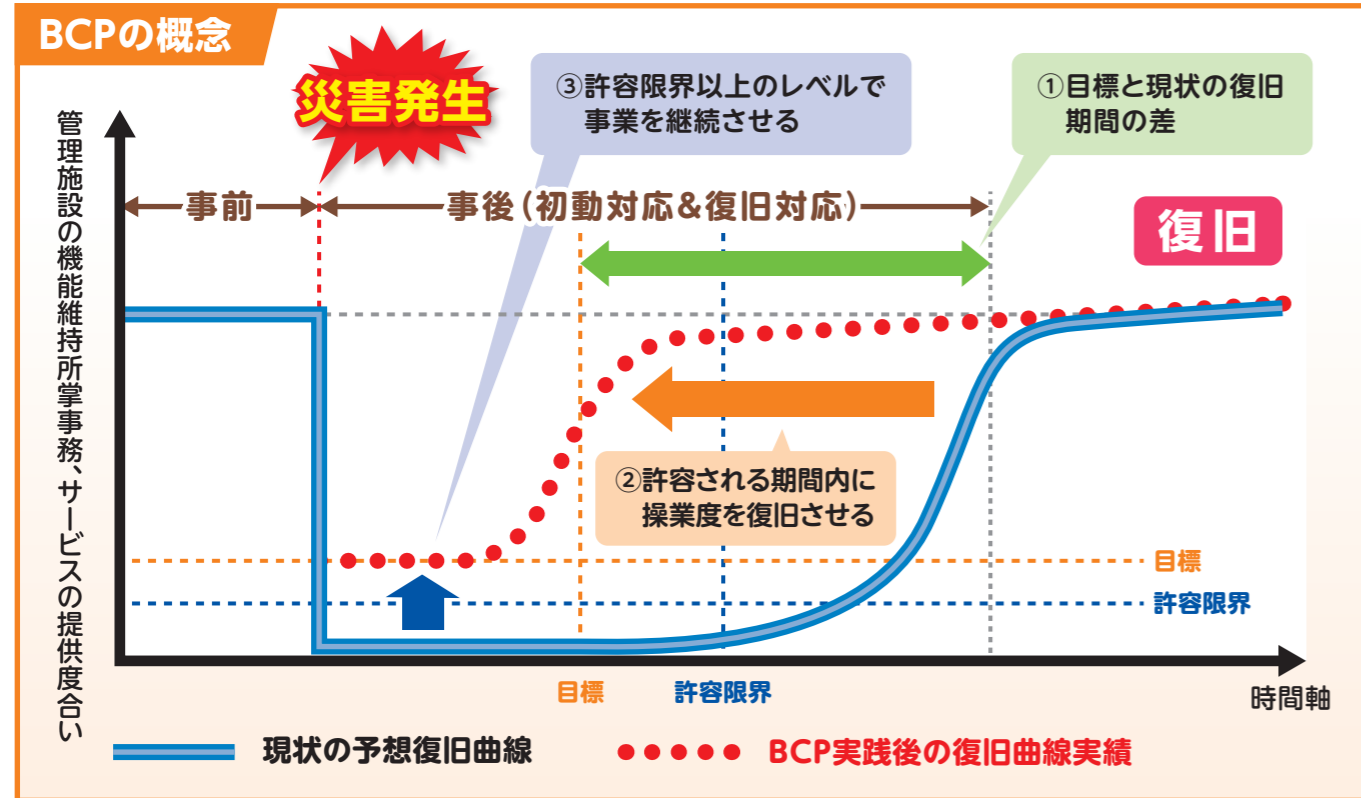 BCPの概念
災害発生
③許容限界以上のレベルで
事業を継続させる
①目標と現状の復旧
期間の差
管理施設の機能維持所掌事務、サービスの提供度合い
事前
事後(初動対応&復旧対応)
復旧
②許容される期間内に
操業度を復旧させる
目標
許容限界
目標
許容限界
時間軸
現状の予想復旧曲線
BCP実践後の復旧曲線実績